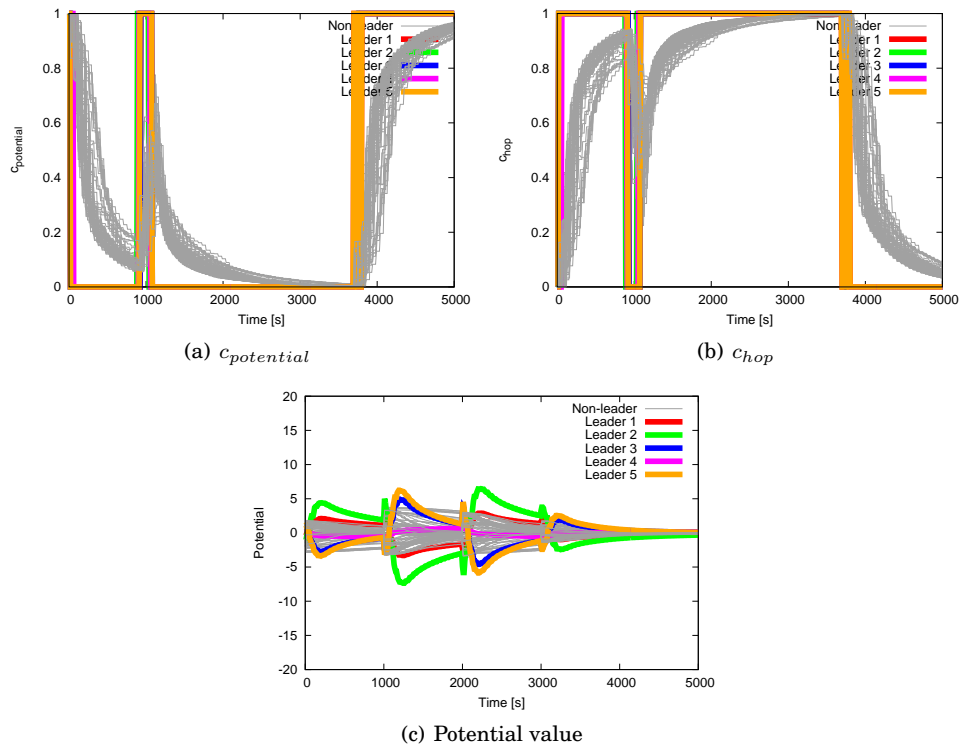 1
0.8
0.6
0.4
0.2
0
c_potential
Non-leader
Leader 1
Leader 2
Leader 3
Leader 4
Leader 5
0 1000 2000 3000 4000 5000
Time [s]
(a) c_potential
1
0.8
0.6
0.4
0.2
0
c_hop
Non-leader
Leader 1
Leader 2
Leader 3
Leader 4
Leader 5
0 1000 2000 3000 4000 5000
Time [s]
(b) c_hop
20
15
10
5
0
-5
-10
-15
-20
Potential
Non-leader
Leader 1
Leader 2
Leader 3
Leader 4
Leader 5
0 1000 2000 3000 4000 5000
Time [s]
(c) Potential value